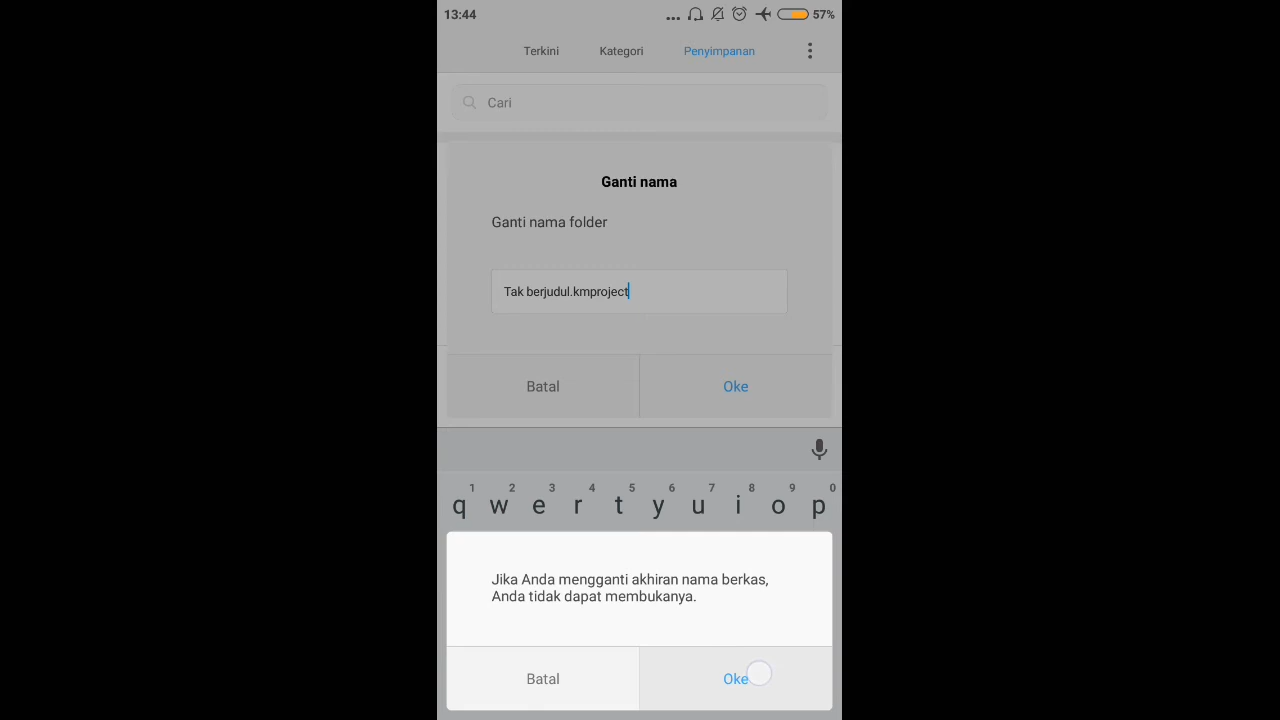 13:44
57%
Terkini Kategori Penyimpanan
Cari
Ganti nama
Ganti nama folder
Tak berjudul.kmproject
Batal Oke
1 2 3 4 5 6 7 8 9 0
q w e r t y u i o p
Jika Anda mengganti akhiran nama berkas,
Anda tidak dapat membukanya.
Batal Oke